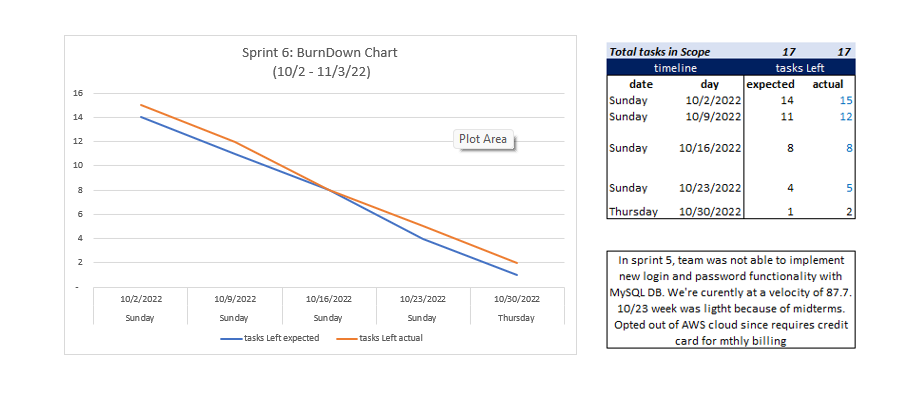 Sprint 6: BurnDown Chart
(10/2 - 11/3/22)
16
14
12
10
8
6
4
2
-
Plot Area
10/2/2022 10/9/2022 10/16/2022 10/23/2022 10/30/2022
Sunday Sunday Sunday Sunday Thursday
tasks Left expected tasks Left actual
Total tasks in Scope 17 17
timeline tasks Left
date day expected actual
Sunday 10/2/2022 14 15
Sunday 10/9/2022 11 12
Sunday 10/16/2022 8 8
Sunday 10/23/2022 4 5
Thursday 10/30/2022 1 2
In sprint 5, team was not able to implement
new login and password functionality with
MySQL DB. We're curently at a velocity of 87.7.
10/23 week was ligtht because of midterms.
Opted out of AWS cloud since requires credit
card for mthly billing